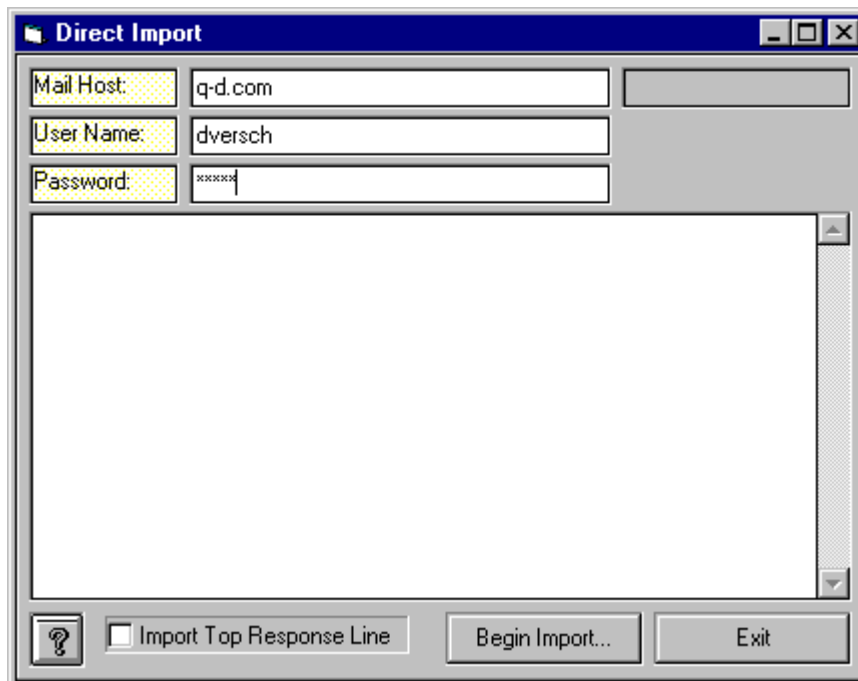 Direct Import
Mail Host: q-d.com
User Name: dversch
Password: *****
? Import Top Response Line Begin Import... Exit